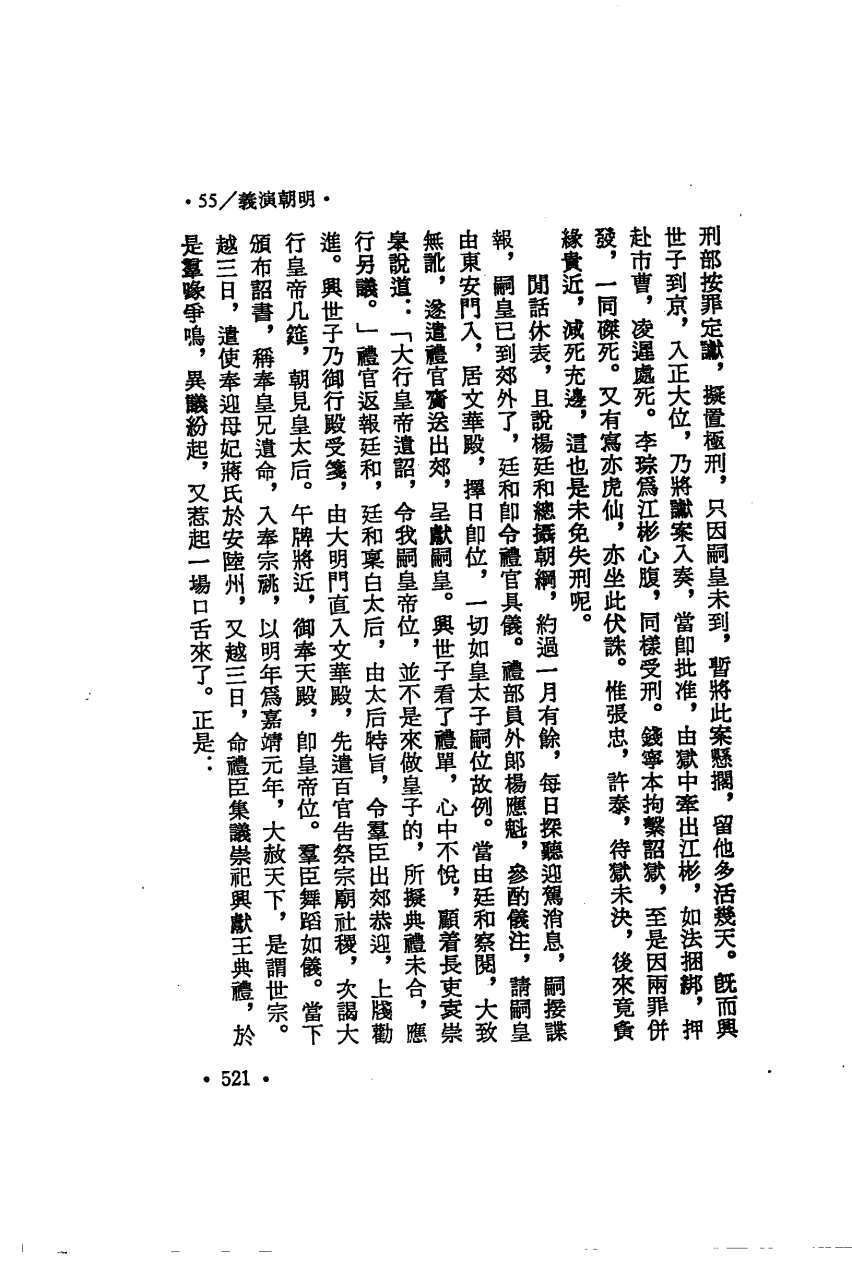 •55／義演朝明•
刑部按罪定讞，擬置極刑，只因嗣皇未到，暫將此案懸擱，留他多活幾天。旣而興
世子到京，入正大位，乃將讞案入奏，當卽批准，由獄中牽出江彬，如法捆綁，押
赴市曹，凌遲處死。李琮爲江彬心腹，同樣受刑。錢寧本拘繫詔獄，至是因兩罪併
發，一同磔死。又有寫亦虎仙，亦坐此伏誅。惟張忠，許泰，待獄未決，後來竟夤
緣貴近，減死充邊，這也是未免失刑呢。
閒話休表，且說楊廷和總攝朝綱，約過一月有餘，每日探聽迎駕消息，嗣接諜
報，嗣皇已到郊外了，廷和卽令禮官具儀。禮部員外郎楊應魁，參酌儀注，請嗣皇
由東安門入，居文華殿，擇日卽位，一切如皇太子嗣位故例。當由廷和察閱，大致
無訛，遂遣禮官齎送出郊，呈獻嗣皇。興世子看了禮單，心中不悅，顧着長吏袁崇
臯說道：「大行皇帝遺詔，令我嗣皇帝位，並不是來做皇子的，所擬典禮未合，應
行另議。」禮官返報廷和，廷和稟白太后，由太后特旨，令羣臣出郊恭迎，上牋勸
進。興世子乃御行殿受箋，由大明門直入文華殿，先遣百官告祭宗廟社稷，次謁大
行皇帝几筵，朝見皇太后。午牌將近，御奉天殿，卽皇帝位。羣臣舞蹈如儀。當下
頒布詔書，稱奉皇兄遺命，入奉宗祧，以明年爲嘉靖元年，大赦天下，是謂世宗。
越三日，遣使奉迎母妃蔣氏於安陸州，又越三日，命禮臣集議崇祀興獻王典禮，於
是羣喙爭鳴，異議紛起，又惹起一場口舌來了。正是：
•521•